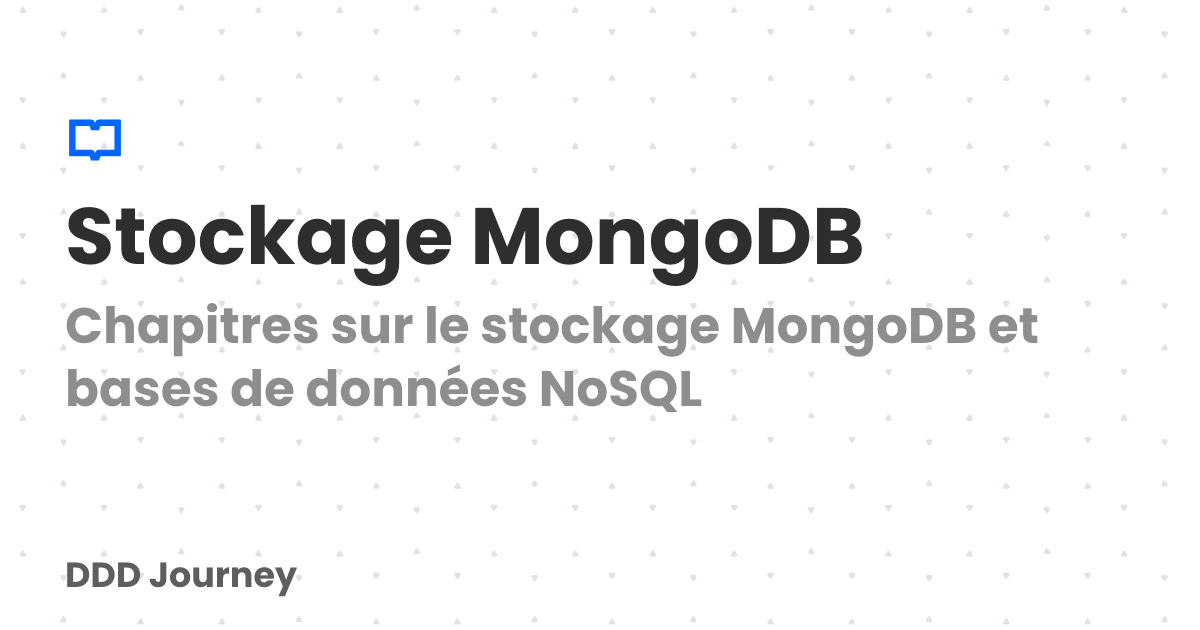 Stockage MongoDB
Chapitres sur le stockage MongoDB et
bases de données NoSQL
DDD Journey